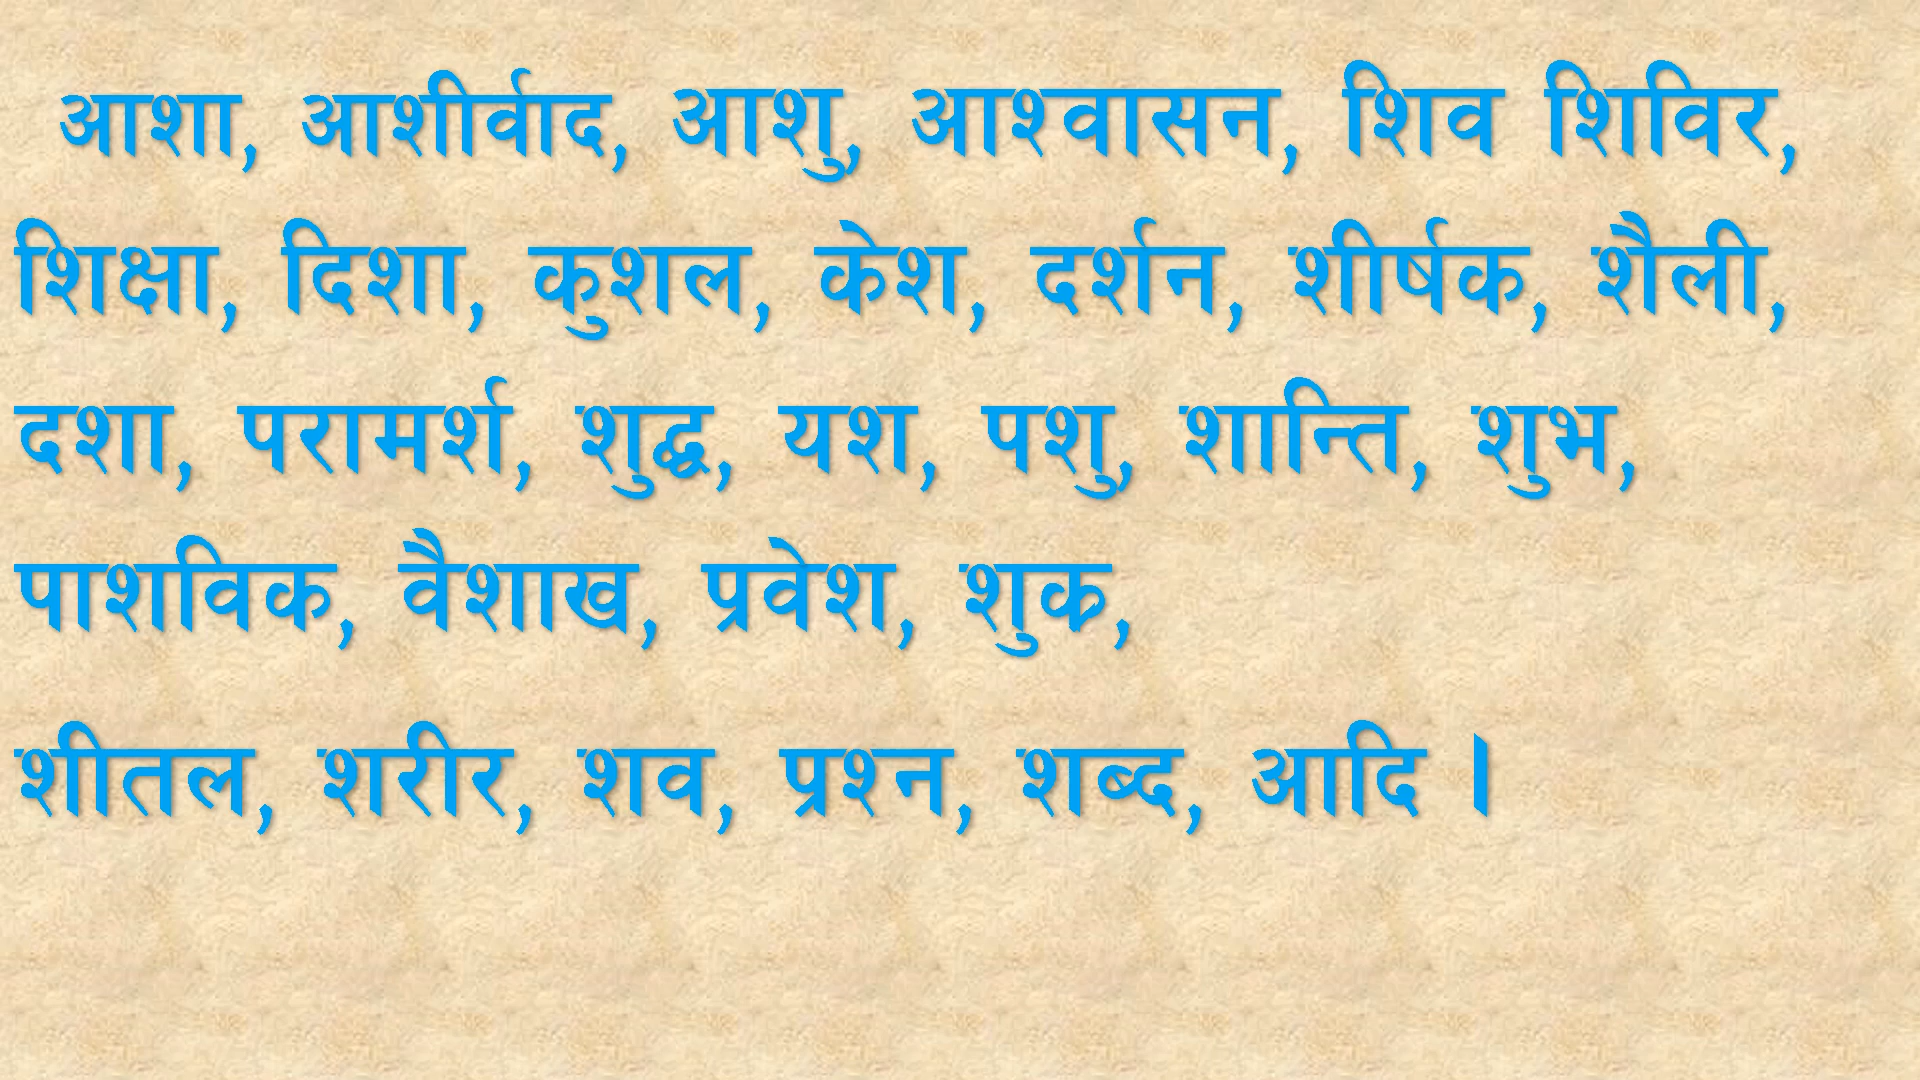 आशा, आशीर्वाद, आशु, आश्वासन, शिव शिविर,
शिक्षा, दिशा, कुशल, केश, दर्शन, शीर्षक, शैली,
दशा, परामर्श, शुद्ध, यश, पशु, शान्ति, शुभ,
पाशविक, वैशाख, प्रवेश, शुक्र,
शीतल, शरीर, शव, प्रश्न, शब्द, आदि ।